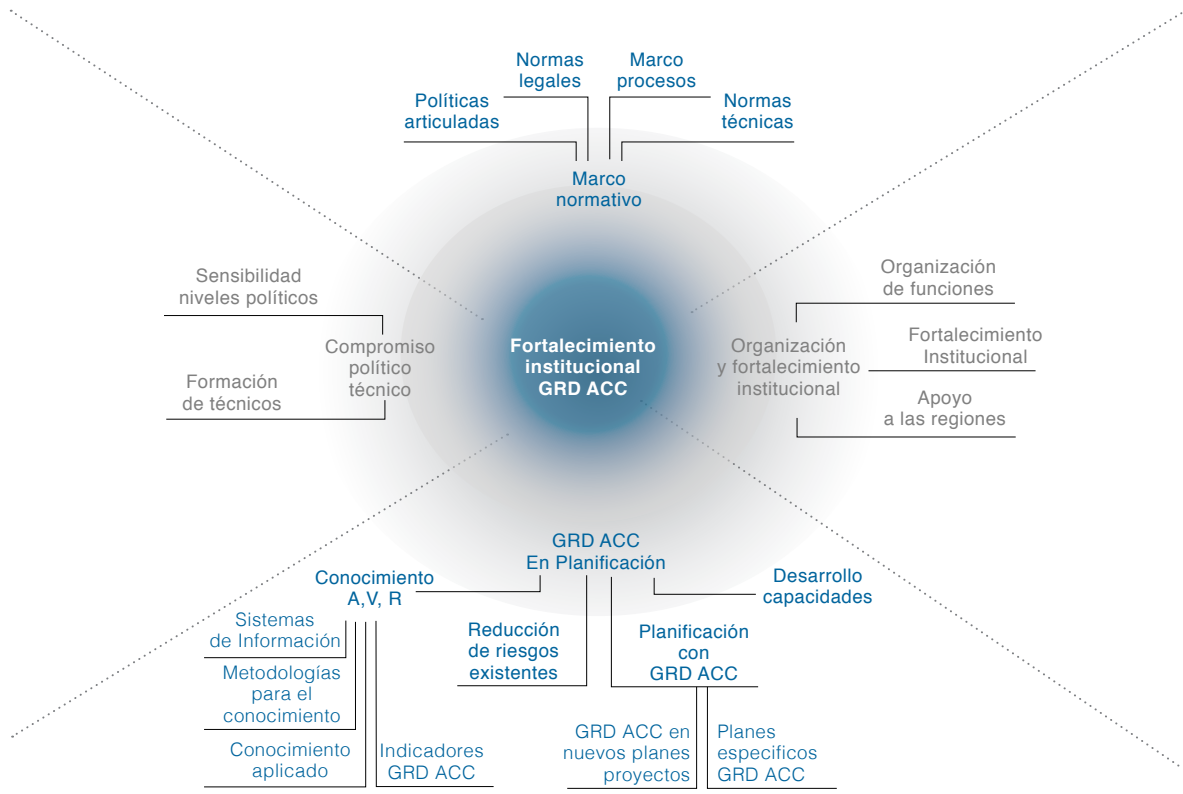 Normas
legales
Marco
procesos
Políticas
articuladas
Normas
técnicas
Marco
normativo
Sensibilidad
niveles políticos
Compromiso
político
técnico
Formación
de técnicos
Fortalecimiento
institucional
GRD ACC
Organización
y fortalecimiento
institucional
Organización
de funciones
Fortalecimiento
Institucional
Apoyo
a las regiones
GRD ACC
En Planificación
Conocimiento
A,V, R
Sistemas
de Información
Metodologías
para el
conocimiento
Conocimiento
aplicado
Indicadores
GRD ACC
Reducción
de riesgos
existentes
Planificación
con
GRD ACC
GRD ACC en
nuevos planes
proyectos
Planes
especificos
GRD ACC
Desarrollo
capacidades